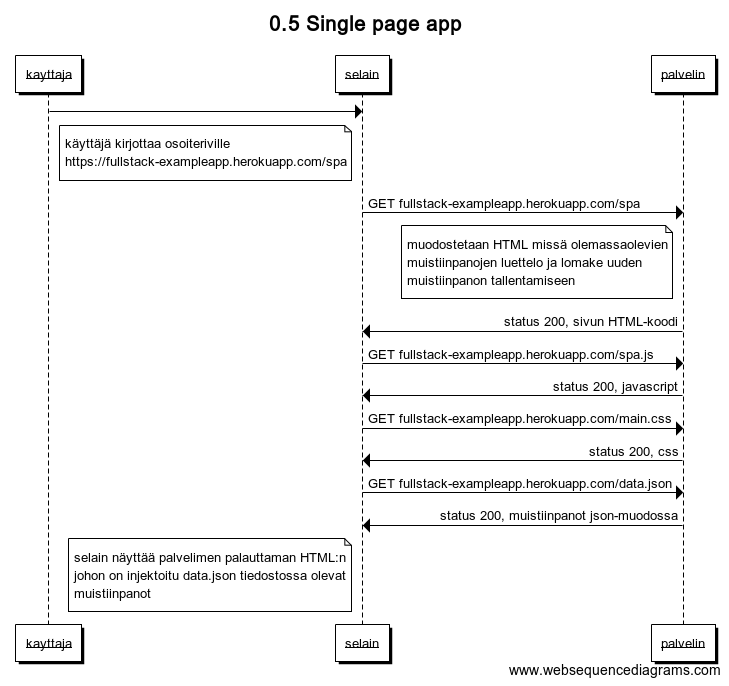 0.5 Single page app
kayttaja
selain
palvelin
käyttäjä kirjottaa osoiteriville
https://fullstack-exampleapp.herokuapp.com/spa
GET fullstack-exampleapp.herokuapp.com/spa
muodostetaan HTML missä olemassaolevien
muistiinpanojen luettelo ja lomake uuden
muistiinpanon tallentamiseen
status 200, sivun HTML-koodi
GET fullstack-exampleapp.herokuapp.com/spa.js
status 200, javascript
GET fullstack-exampleapp.herokuapp.com/main.css
status 200, css
GET fullstack-exampleapp.herokuapp.com/data.json
status 200, muistiinpanot json-muodossa
selain näyttää palvelimen palauttaman HTML:n
johon on injektoitu data.json tiedostossa olevat
muistiinpanot
kayttaja
selain
palvelin
www.websequencediagrams.com